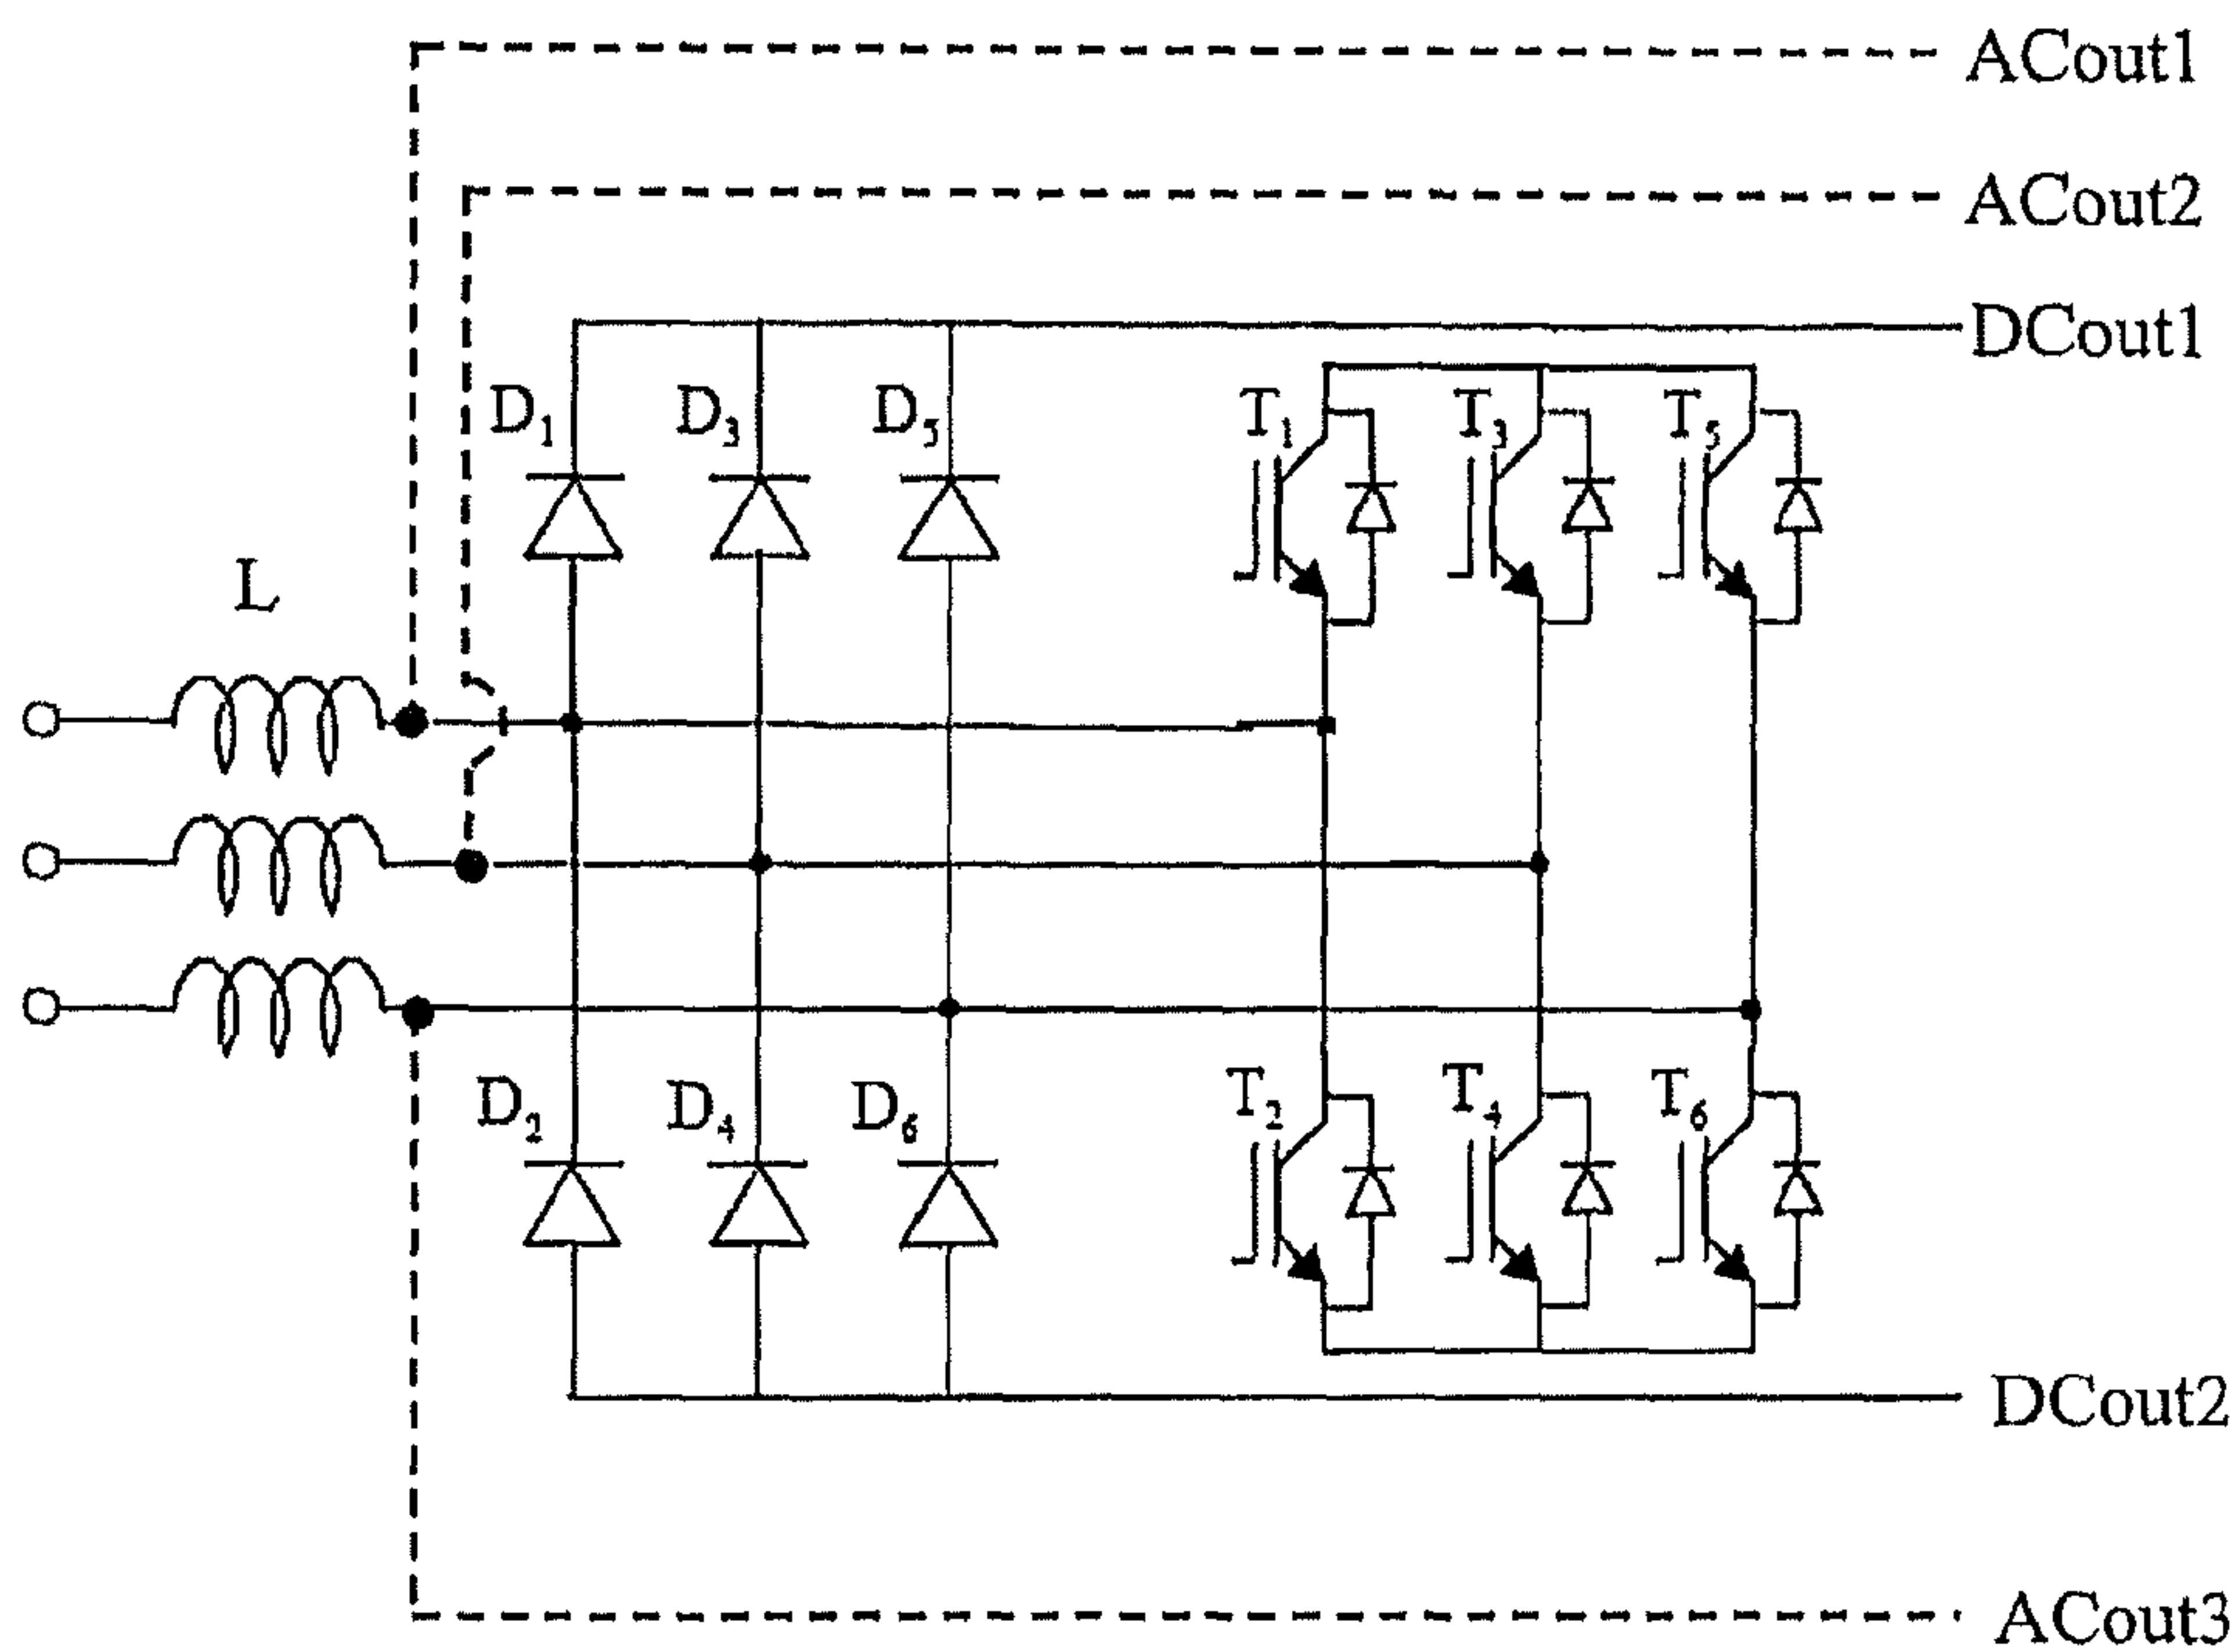 ACout1
ACout2
DCout1
D1 D3 D5 T1 T3 T5
L
D2 D4 D6 T2 T4 T6
DCout2
ACout3